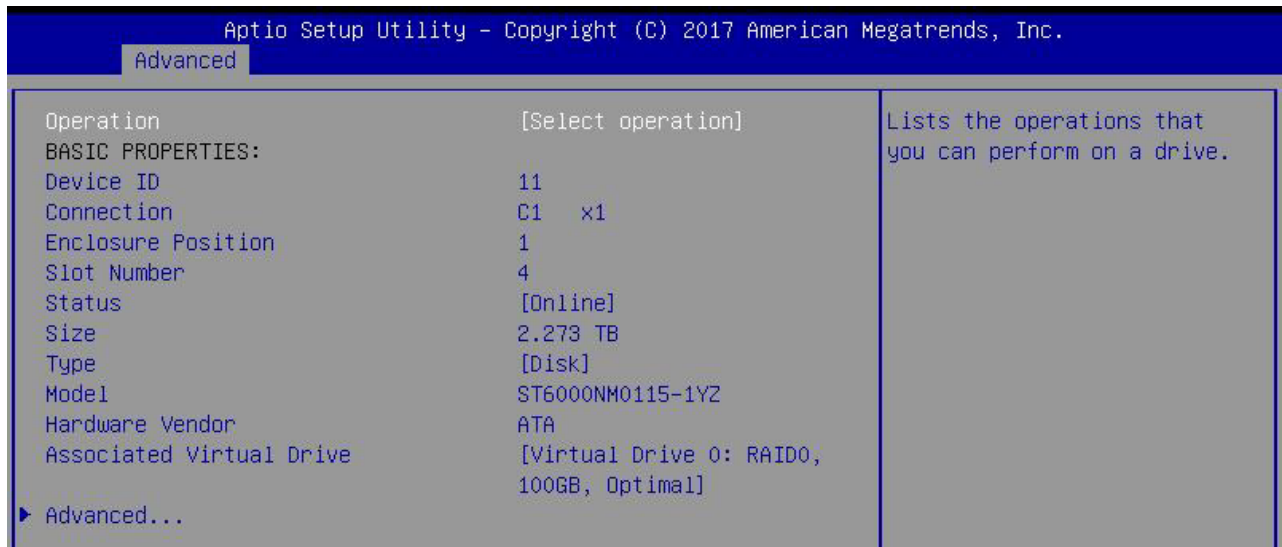 Aptio Setup Utility – Copyright (C) 2017 American Megatrends, Inc.
Advanced
Operation [Select operation]
BASIC PROPERTIES:
Device ID 11
Connection C1 x1
Enclosure Position 1
Slot Number 4
Status [Online]
Size 2.273 TB
Type [Disk]
Model ST6000NM0115-1YZ
Hardware Vendor ATA
Associated Virtual Drive [Virtual Drive 0: RAID0,
100GB, Optimal]
Advanced...
Lists the operations that
you can perform on a drive.